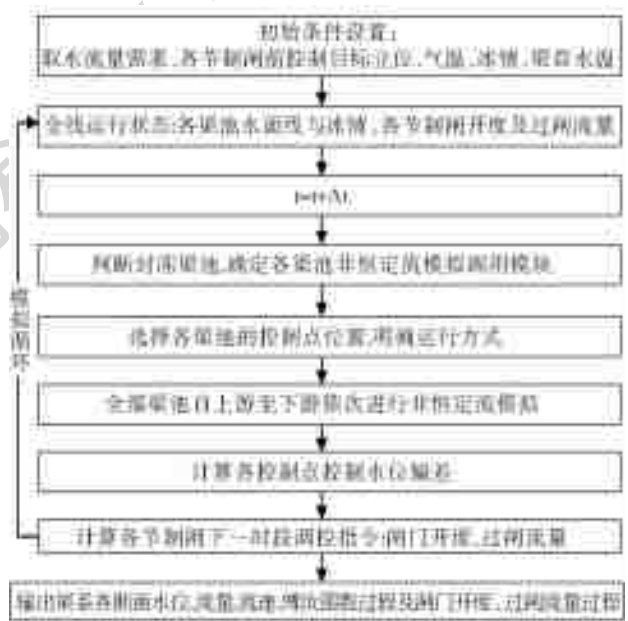 初始条件设置:
取水流量需求、各节制闸前控制目标水位、气温、冰情、渠首水温
全线运行状态:各渠池水面线与冰情、各节制闸开度及过闸流量
t=t+Δt
判断封冻渠池,确定各渠池非恒定流模拟调用模块
选择各渠池的控制点位置,明确运行方式
全部渠池自上游至下游依次进行非恒定流模拟
计算各控制点控制水位偏差
计算各节制闸下一时段调控指令:闸门开度、过闸流量
输出渠系各断面水位、流量、流速、过程及闸门开度、过闸流量过程
循环